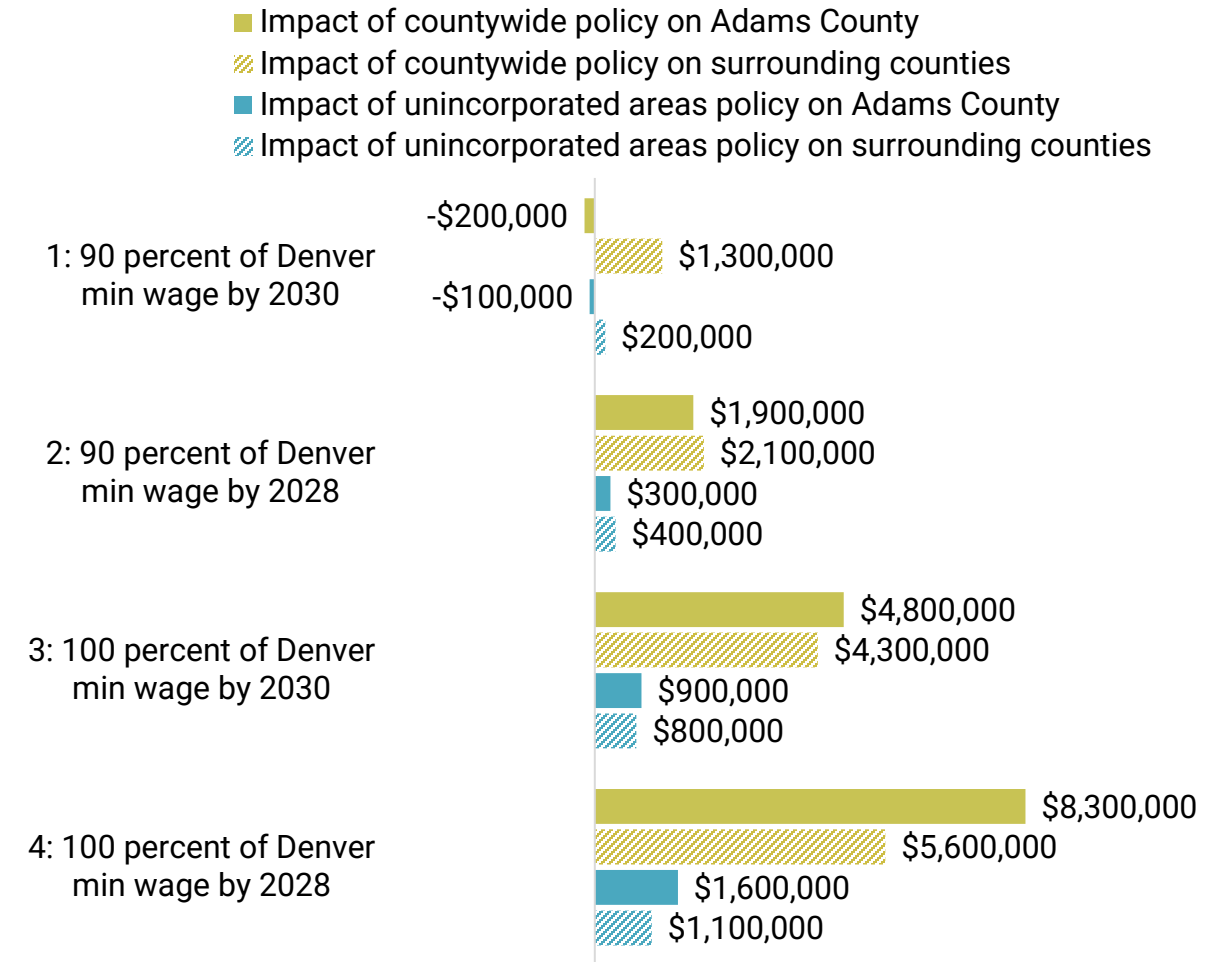 Impact of countywide policy on Adams County
Impact of countywide policy on surrounding counties
Impact of unincorporated areas policy on Adams County
Impact of unincorporated areas policy on surrounding counties
1: 90 percent of Denver
min wage by 2030
-$200,000
$1,300,000
-$100,000
$200,000
2: 90 percent of Denver
min wage by 2028
$1,900,000
$2,100,000
$300,000
$400,000
3: 100 percent of Denver
min wage by 2030
$4,800,000
$4,300,000
$900,000
$800,000
4: 100 percent of Denver
min wage by 2028
$8,300,000
$5,600,000
$1,600,000
$1,100,000